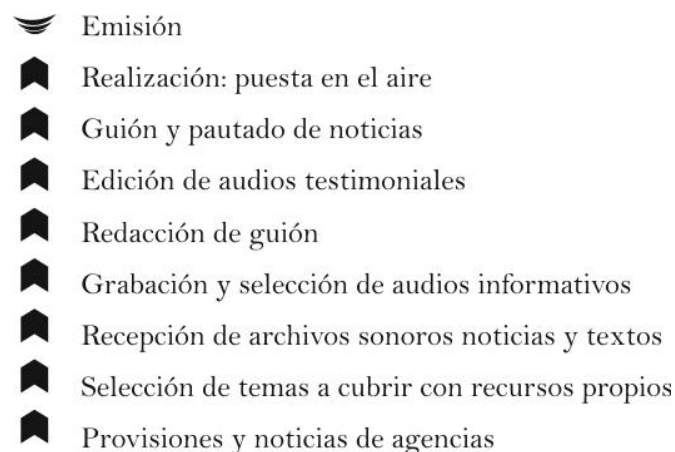 Emisión
Realización: puesta en el aire
Guión y pautado de noticias
Edición de audios testimoniales
Redacción de guión
Grabación y selección de audios informativos
Recepción de archivos sonoros noticias y textos
Selección de temas a cubrir con recursos propios
Provisiones y noticias de agencias